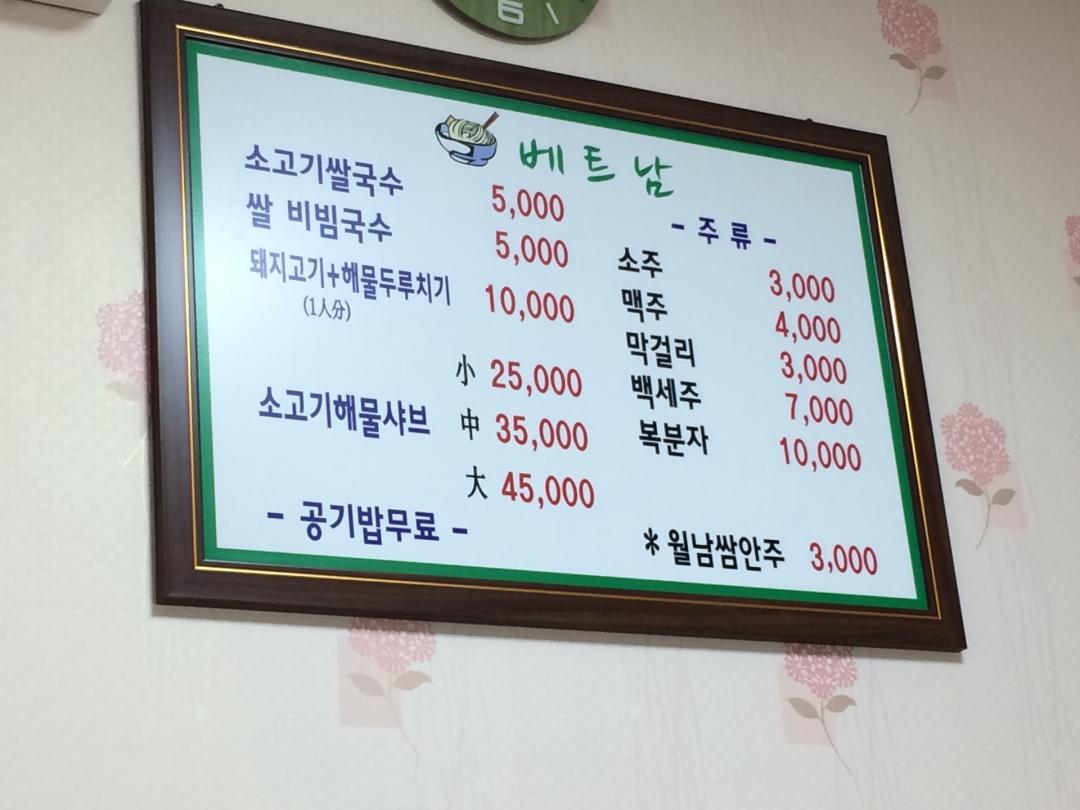 베트남
소고기쌀국수 5,000
쌀 비빔국수 5,000
돼지고기+해물두루치기 10,000
(1人分)
소고기해물샤브
小 25,000
中 35,000
大 45,000
- 공기밥무료 -
- 주 류 -
소주 3,000
맥주 4,000
막걸리 3,000
백세주 7,000
복분자 10,000
*월남쌈안주 3,000
6